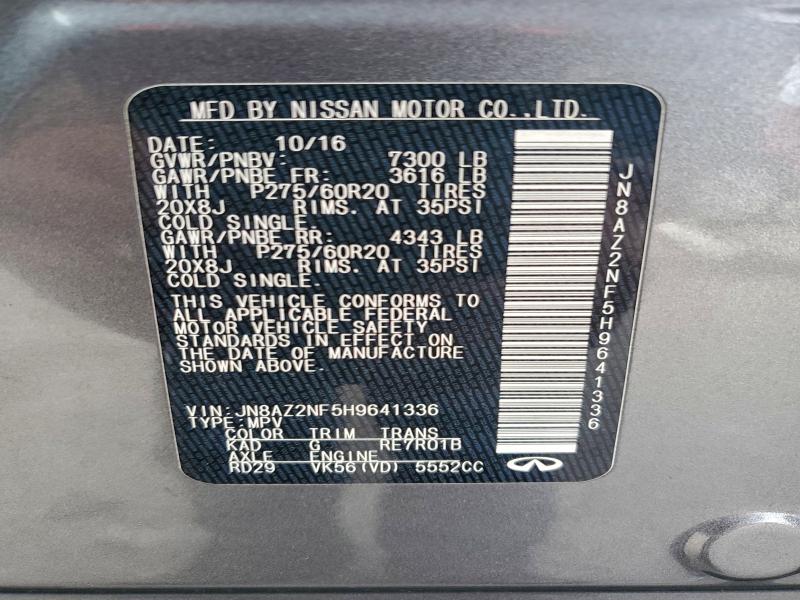 MFD BY NISSAN MOTOR CO.,LTD.
DATE: 10/16
GVWR/PNBV: 7300 LB
GAWR/PNBE FR: 3616 LB
WITH P275/60R20 TIRES
20X8J RIMS. AT 35PSI
COLD SINGLE.
GAWR/PNBE RR: 4343 LB
WITH P275/60R20 TIRES
20X8J RIMS. AT 35PSI
COLD SINGLE.
THIS VEHICLE CONFORMS TO
ALL APPLICABLE FEDERAL
MOTOR VEHICLE SAFETY
STANDARDS IN EFFECT ON
THE DATE OF MANUFACTURE
SHOWN ABOVE.
VIN:JN8AZ2NF5H9641336
TYPE:MPV
COLOR TRIM TRANS
KAD G RE7R01B
AXLE ENGINE
RD29 VK56(VD) 5552CC
JN8AZ2NF5H9641336